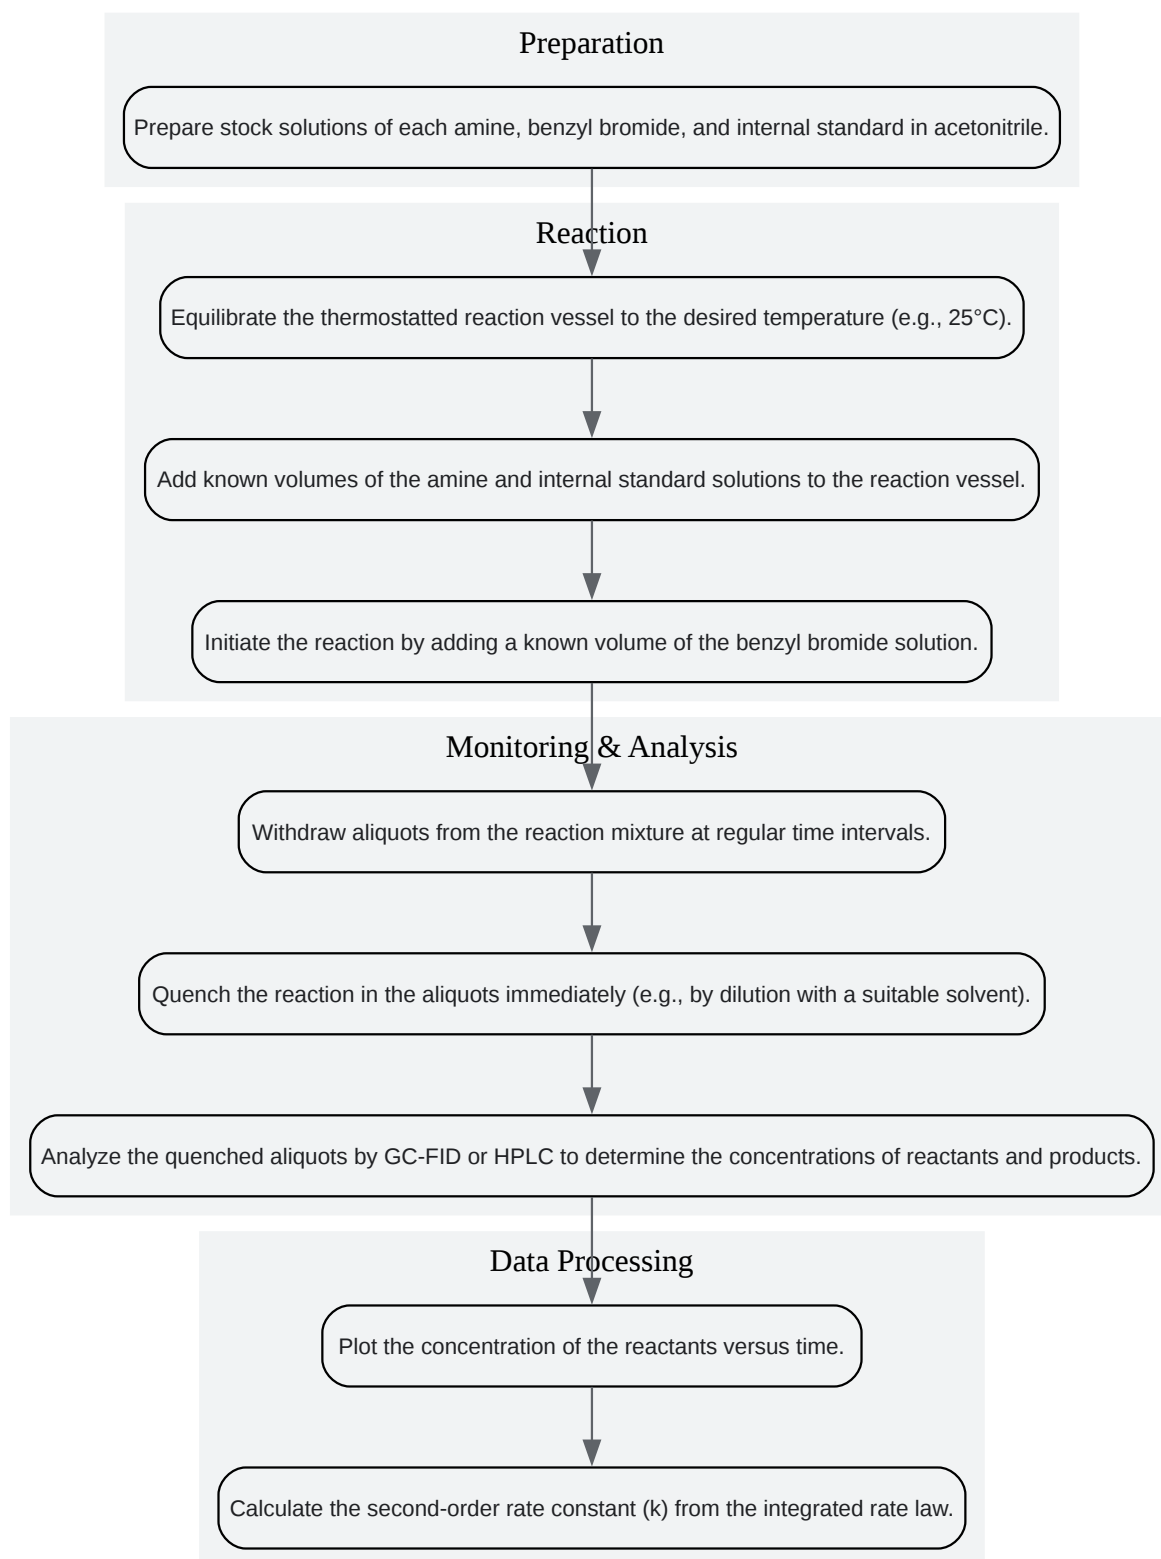 Preparation
Prepare stock solutions of each amine, benzyl bromide, and internal standard in acetonitrile.
Reaction
Equilibrate the thermostatted reaction vessel to the desired temperature (e.g., 25°C).
Add known volumes of the amine and internal standard solutions to the reaction vessel.
Initiate the reaction by adding a known volume of the benzyl bromide solution.
Monitoring & Analysis
Withdraw aliquots from the reaction mixture at regular time intervals.
Quench the reaction in the aliquots immediately (e.g., by dilution with a suitable solvent).
Analyze the quenched aliquots by GC-FID or HPLC to determine the concentrations of reactants and products.
Data Processing
Plot the concentration of the reactants versus time.
Calculate the second-order rate constant (k) from the integrated rate law.